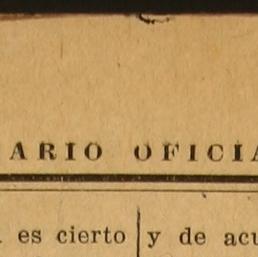 ARIO OFICIA
es cierto
y de acu